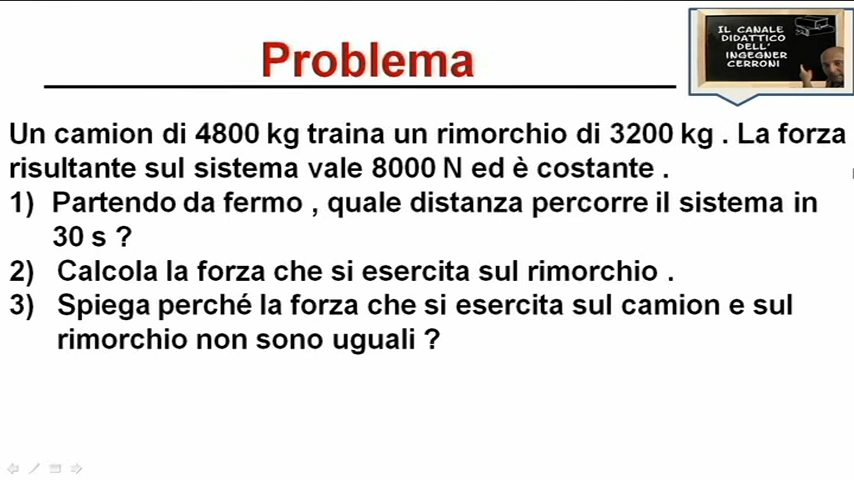 Problema
IL CANALE
DIDATTICO
DELL'
INGEGNER
CERRONI
Un camion di 4800 kg traina un rimorchio di 3200 kg . La forza
risultante sul sistema vale 8000 N ed è costante .
1) Partendo da fermo , quale distanza percorre il sistema in
30 s ?
2) Calcola la forza che si esercita sul rimorchio .
3) Spiega perché la forza che si esercita sul camion e sul
rimorchio non sono uguali ?